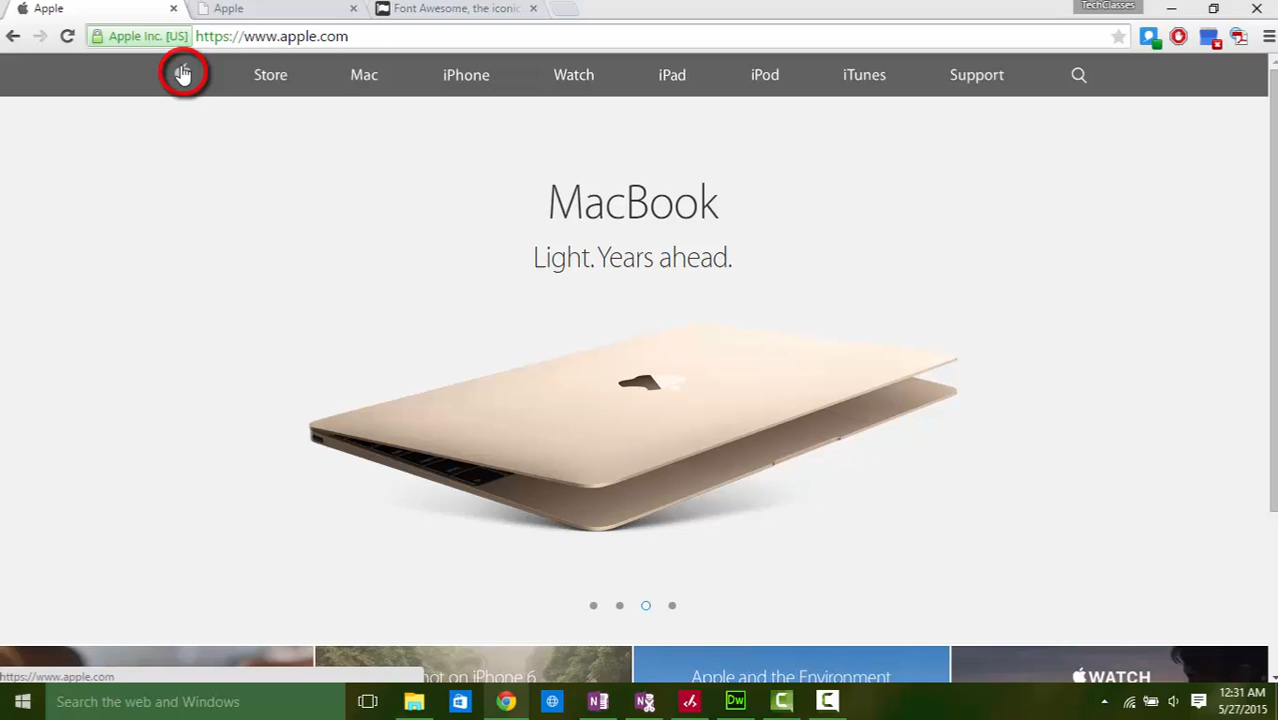 Apple
Apple
Font Awesome, the iconic
TechClasses
Apple Inc. [US]
https://www.apple.com
Store
Mac
iPhone
Watch
iPad
iPod
iTunes
Support
MacBook
Light. Years ahead.
ot on iPhone 6
Apple and the Environment
WATCH
https://www.apple.com
Search the web and Windows
Dw
12:31 AM
5/27/2015